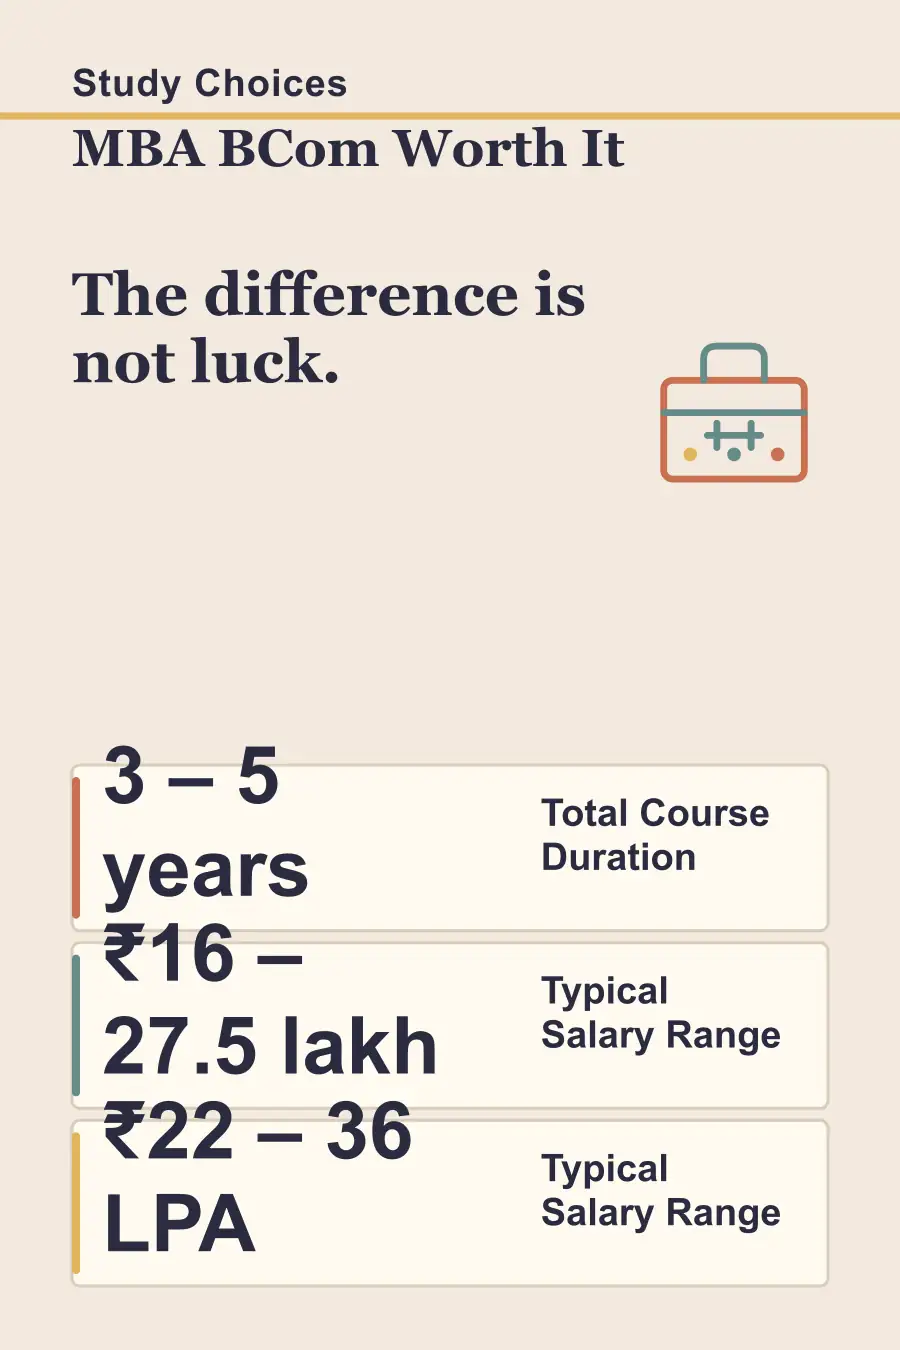 Study Choices
MBA BCom Worth It
The difference is
not luck.
3 – 5
years
Total Course
Duration
₹16 –
27.5 lakh
Typical
Salary Range
₹22 – 36
LPA
Typical
Salary Range